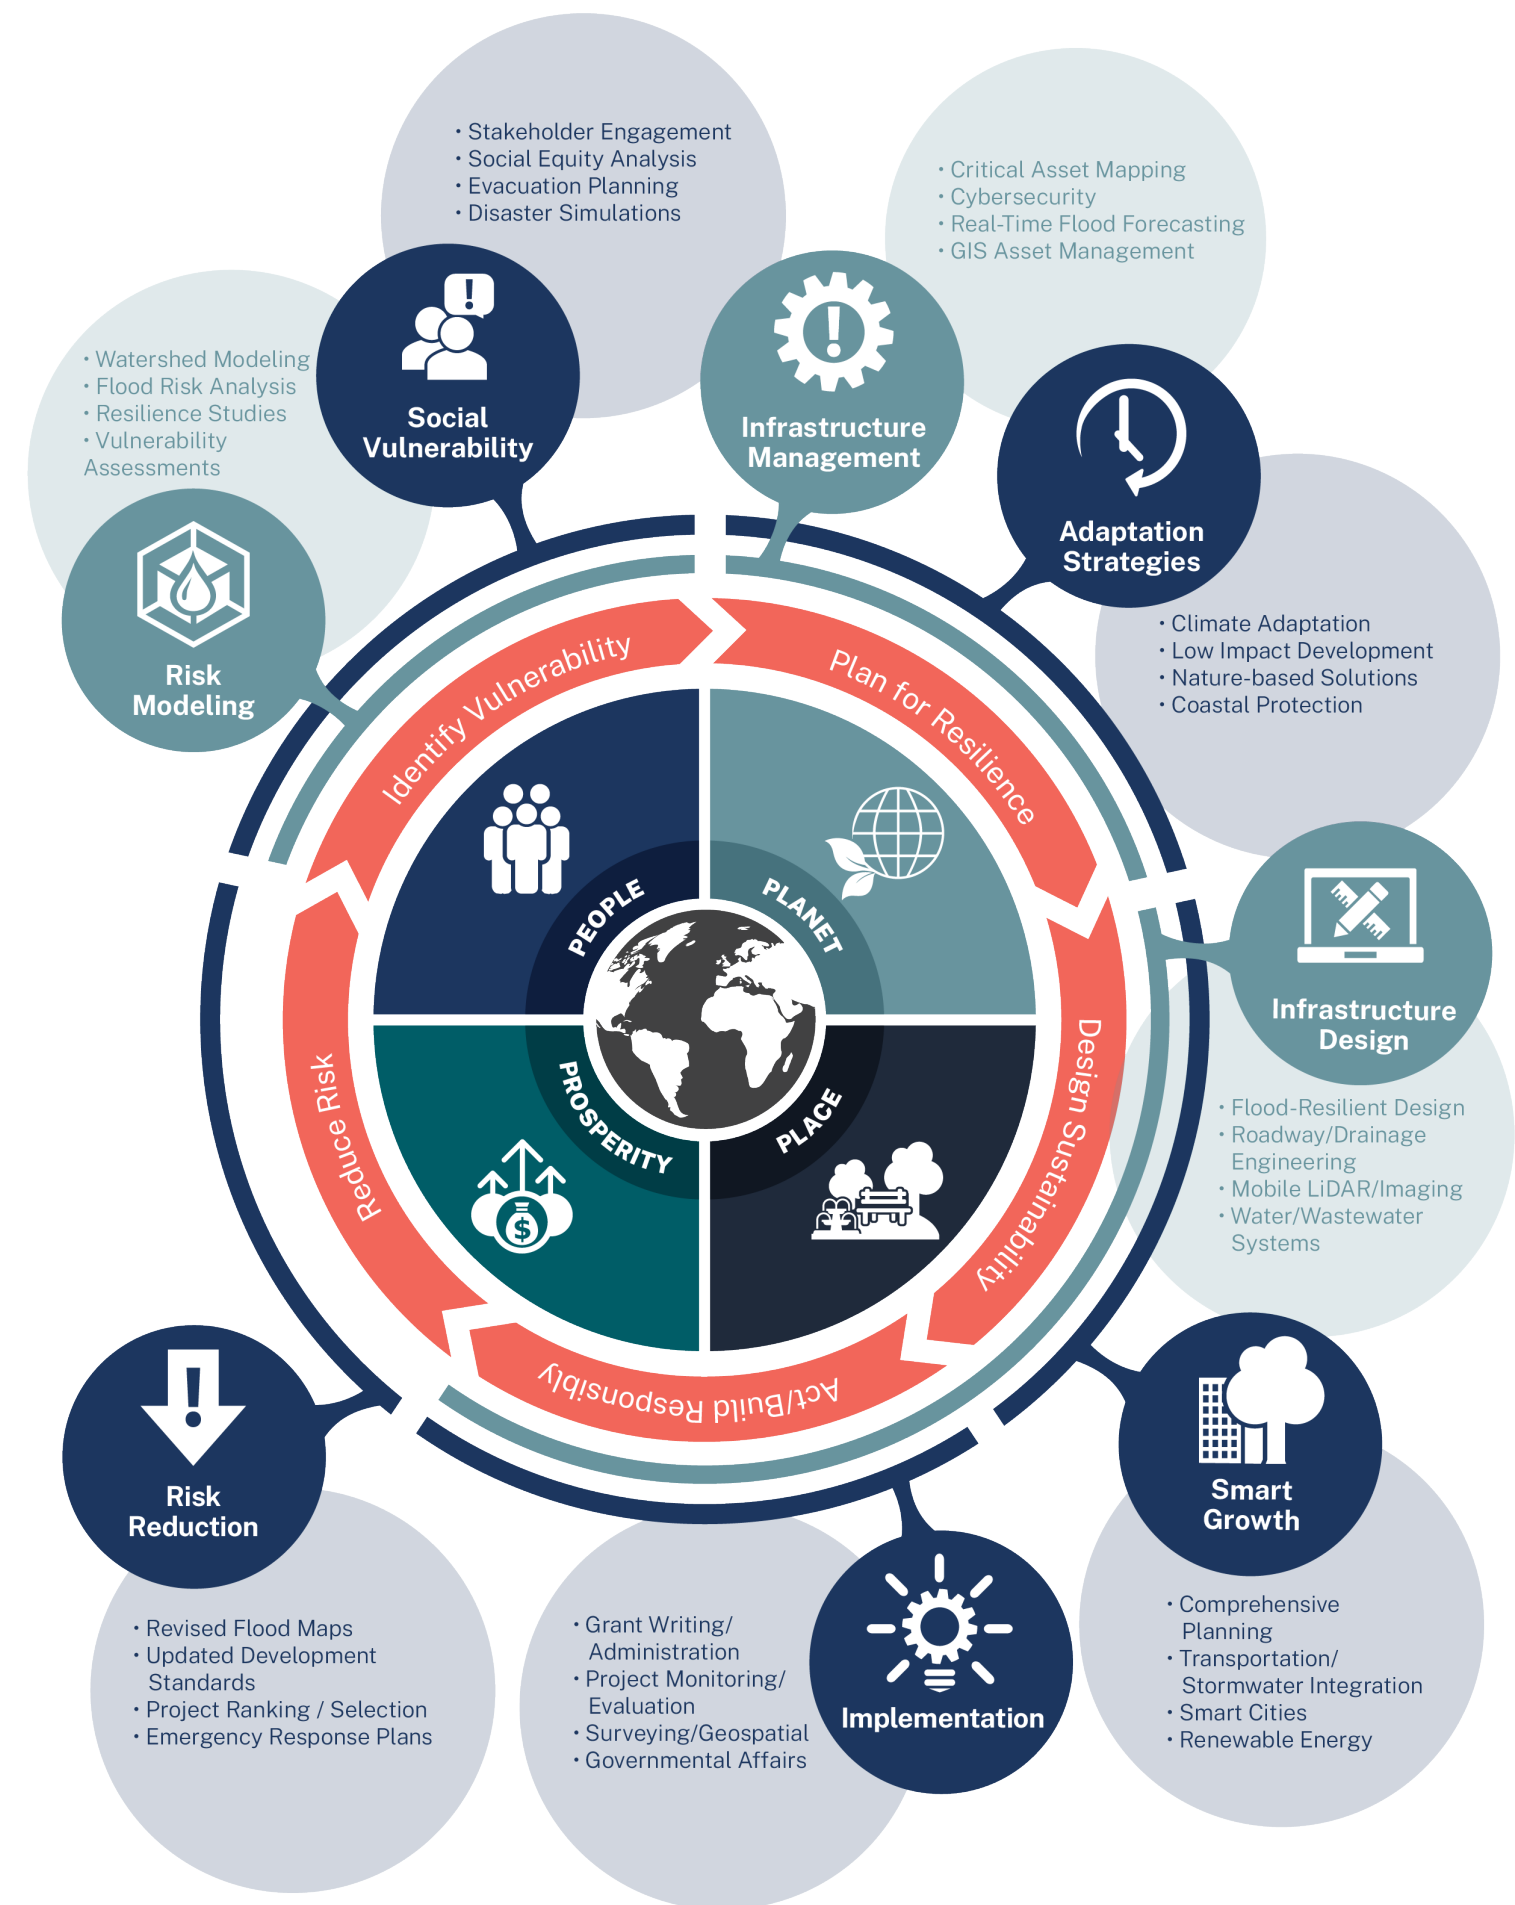 • Stakeholder Engagement
• Social Equity Analysis
• Evacuation Planning
• Disaster Simulations
• Critical Asset Mapping
• Cybersecurity
• Real-Time Flood Forecasting
• GIS Asset Management
• Watershed Modeling
• Flood Risk Analysis
• Resilience Studies
• Vulnerability
Assessments
Social
Vulnerability
Infrastructure
Management
Adaptation
Strategies
Risk
Modeling
• Climate Adaptation
• Low Impact Development
• Nature-based Solutions
• Coastal Protection
Identify Vulnerability
Plan for Resilience
PEOPLE
PLANET
Infrastructure
Design
Reduce Risk
Design Sustainability
PROSPERITY
$
PLACE
• Flood-Resilient Design
• Roadway/Drainage
Engineering
• Mobile LiDAR/Imaging
• Water/Wastewater
Systems
Act/Build Responsibly
Risk
Reduction
Smart
Growth
• Revised Flood Maps
• Updated Development
Standards
• Project Ranking / Selection
• Emergency Response Plans
• Grant Writing/
Administration
• Project Monitoring/
Evaluation
• Surveying/Geospatial
• Governmental Affairs
Implementation
• Comprehensive
Planning
• Transportation/
Stormwater Integration
• Smart Cities
• Renewable Energy